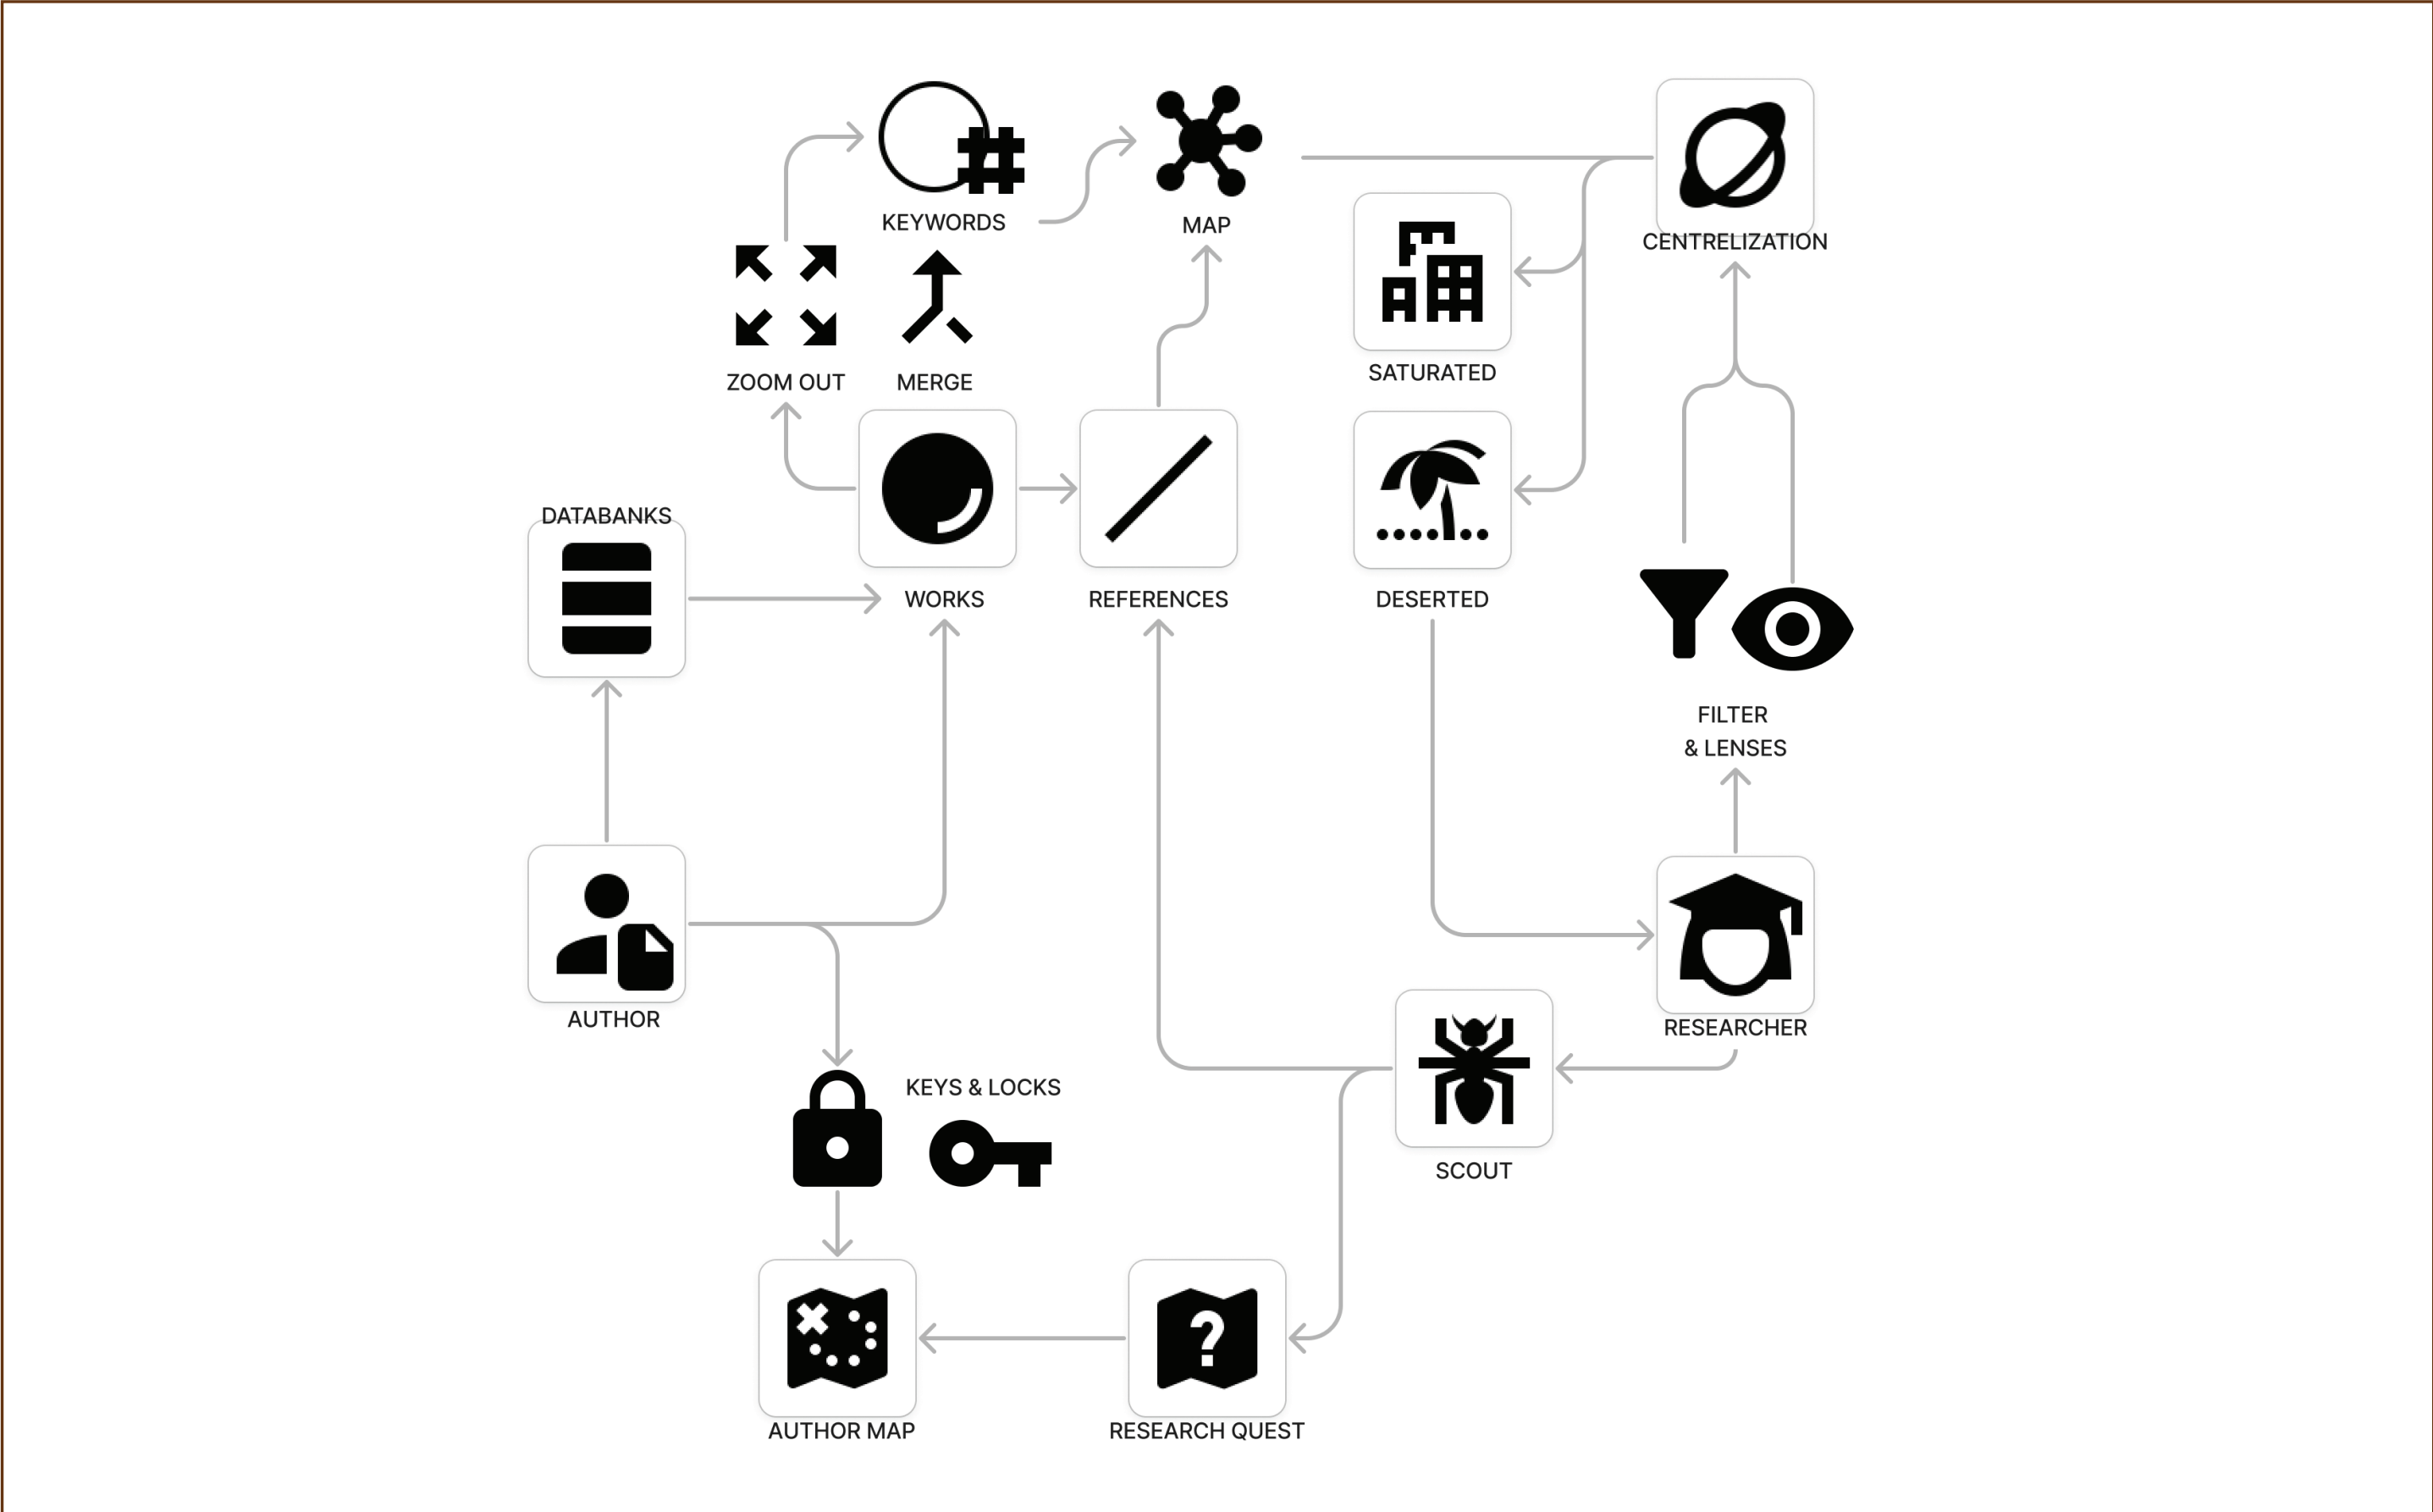 KEYWORDS
MAP
CENTRELIZATION
SATURATED
ZOOM OUT
MERGE
DATABANKS
WORKS
REFERENCES
DESERTED
FILTER
& LENSES
AUTHOR
RESEARCHER
KEYS & LOCKS
SCOUT
AUTHOR MAP
RESEARCH QUEST